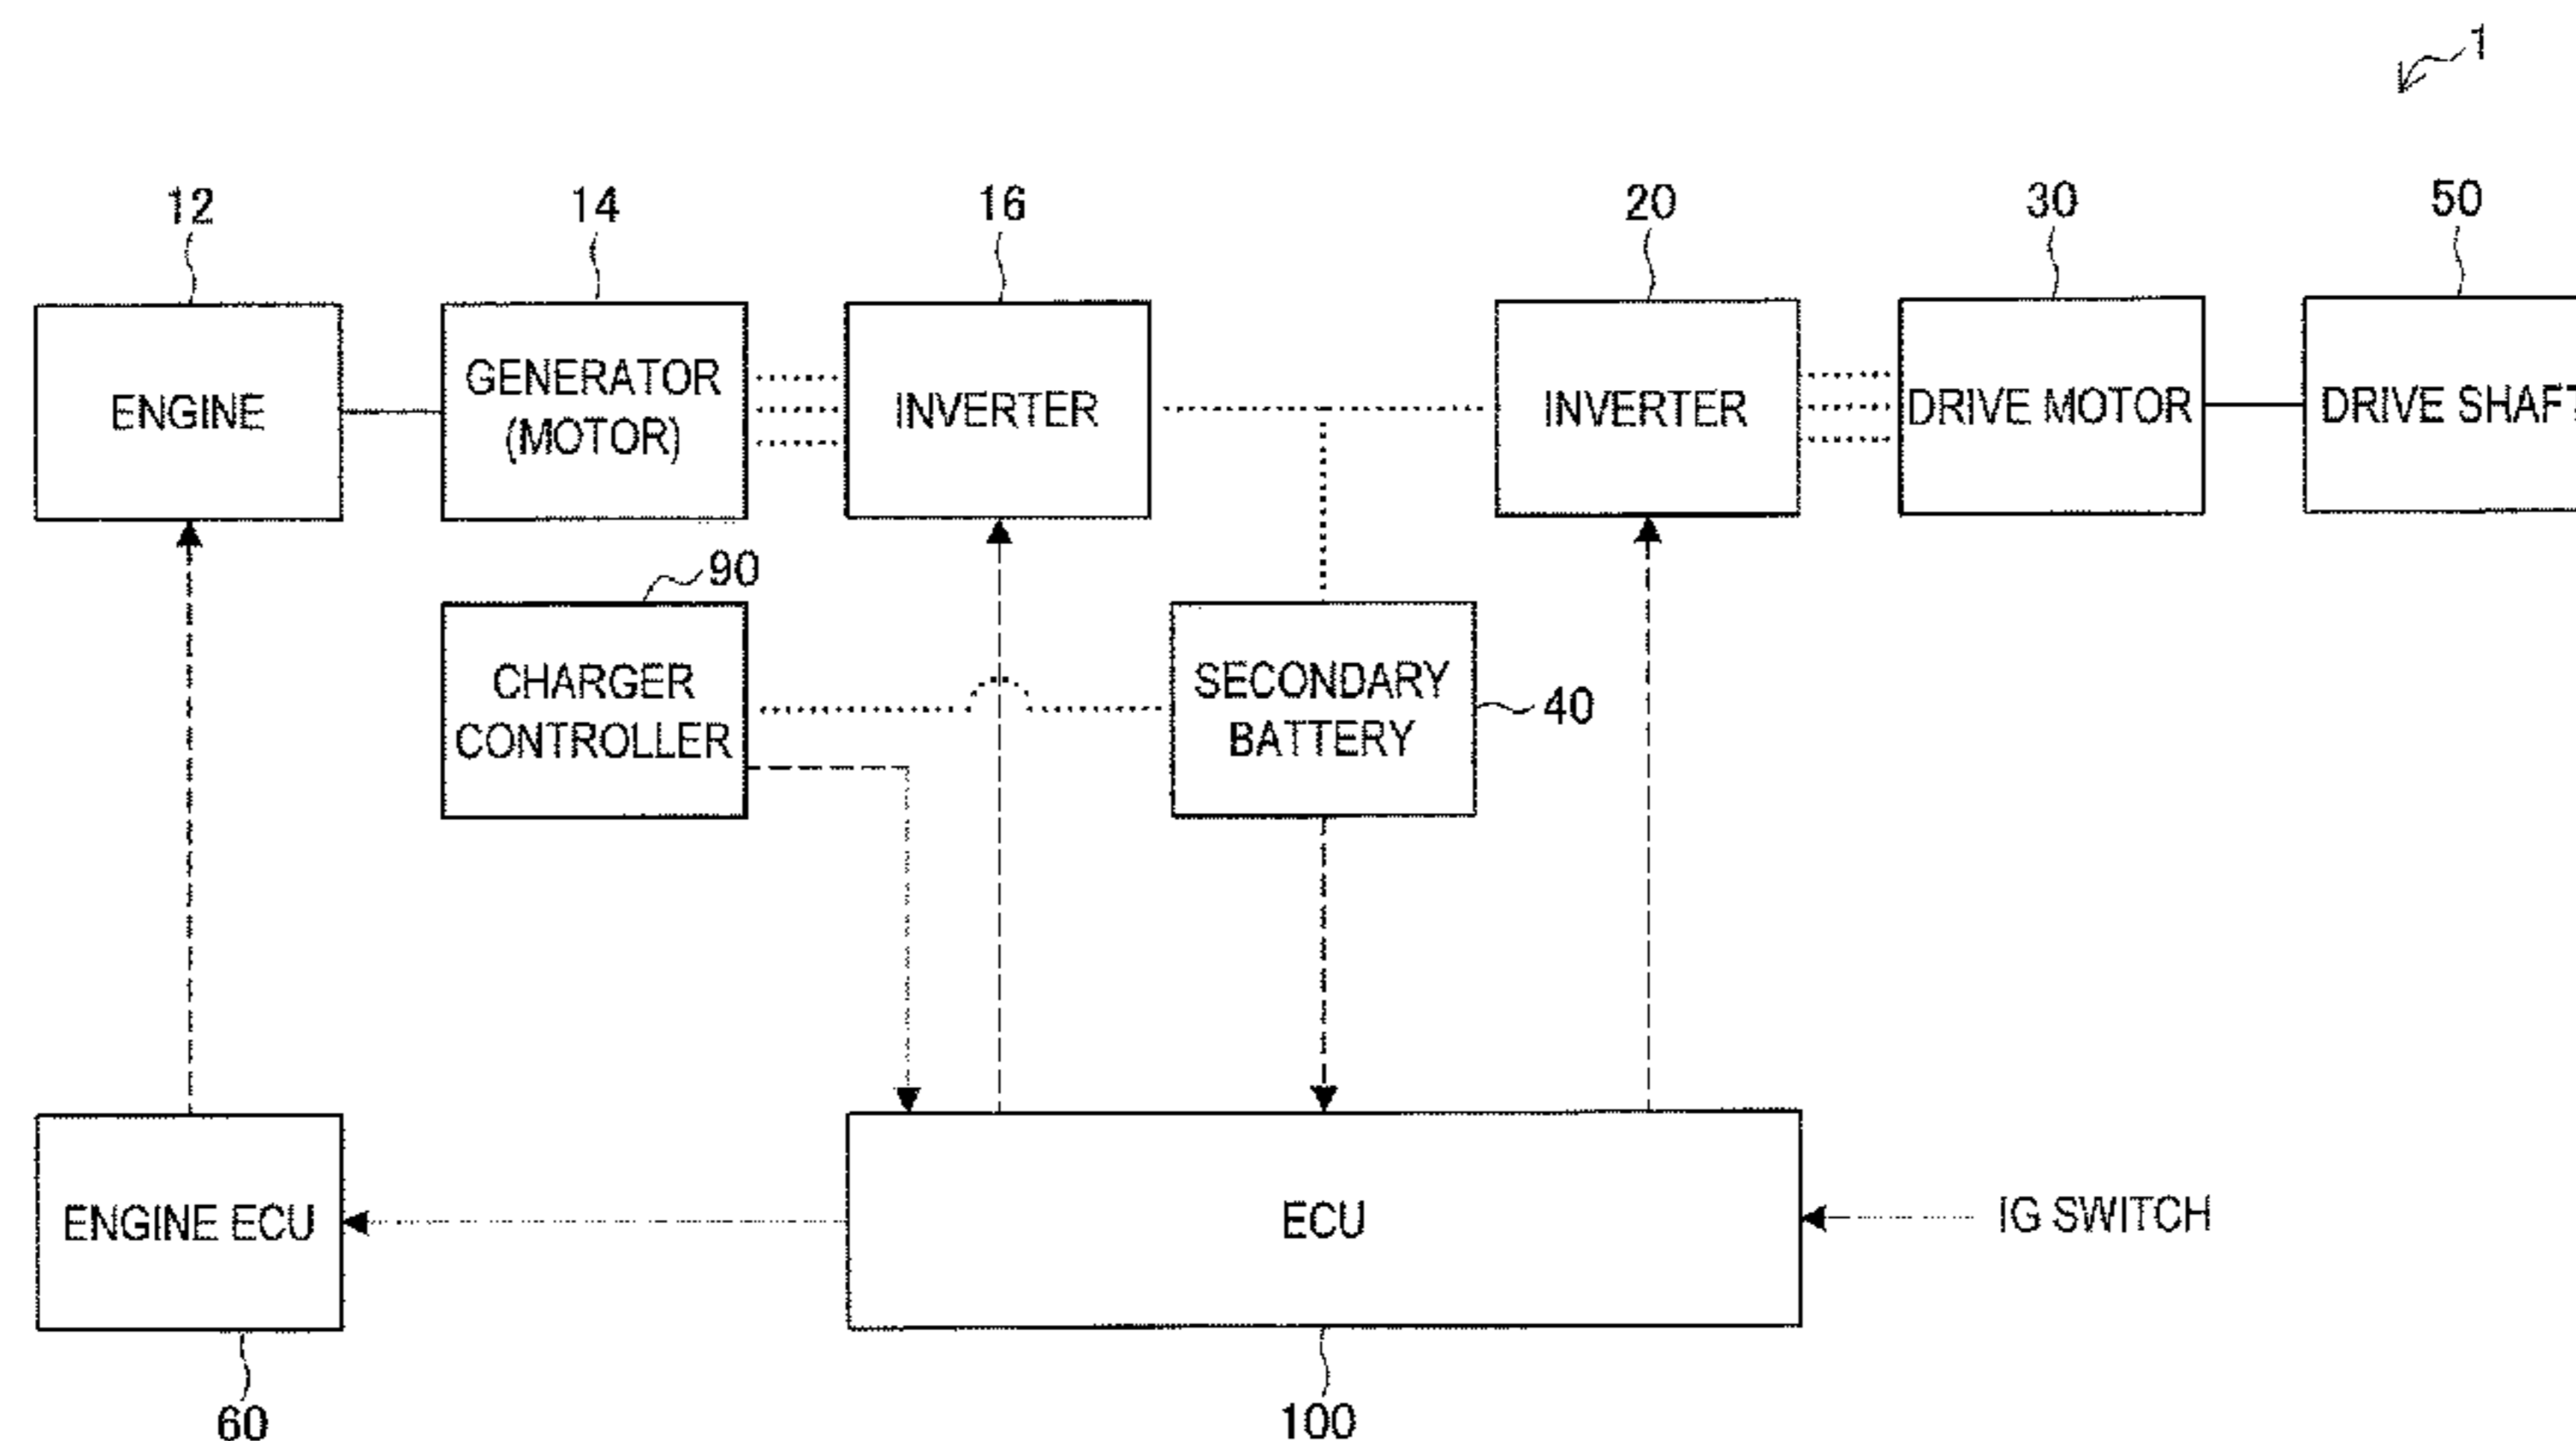 1
12
14
16
20
30
50
ENGINE
GENERATOR
(MOTOR)
INVERTER
INVERTER
DRIVE MOTOR
DRIVE SHAFT
90
CHARGER
CONTROLLER
SECONDARY
BATTERY
40
ENGINE ECU
ECU
IG SWITCH
60
100